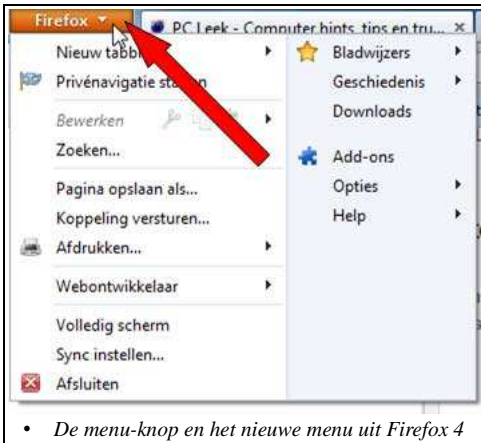 Firefox
PC Leek - Computer hints, tips en tru...
Nieuw tabbl
Privénavigatie
Bewerken
Zoeken...
Pagina opslaan als...
Koppeling versturen...
Afdrukken...
Webontwikkelaar
Volledig scherm
Sync instellen...
Afsluiten
Bladwijzers
Geschiedenis
Downloads
Add-ons
Opties
Help
• De menu-knop en het nieuwe menu uit Firefox 4